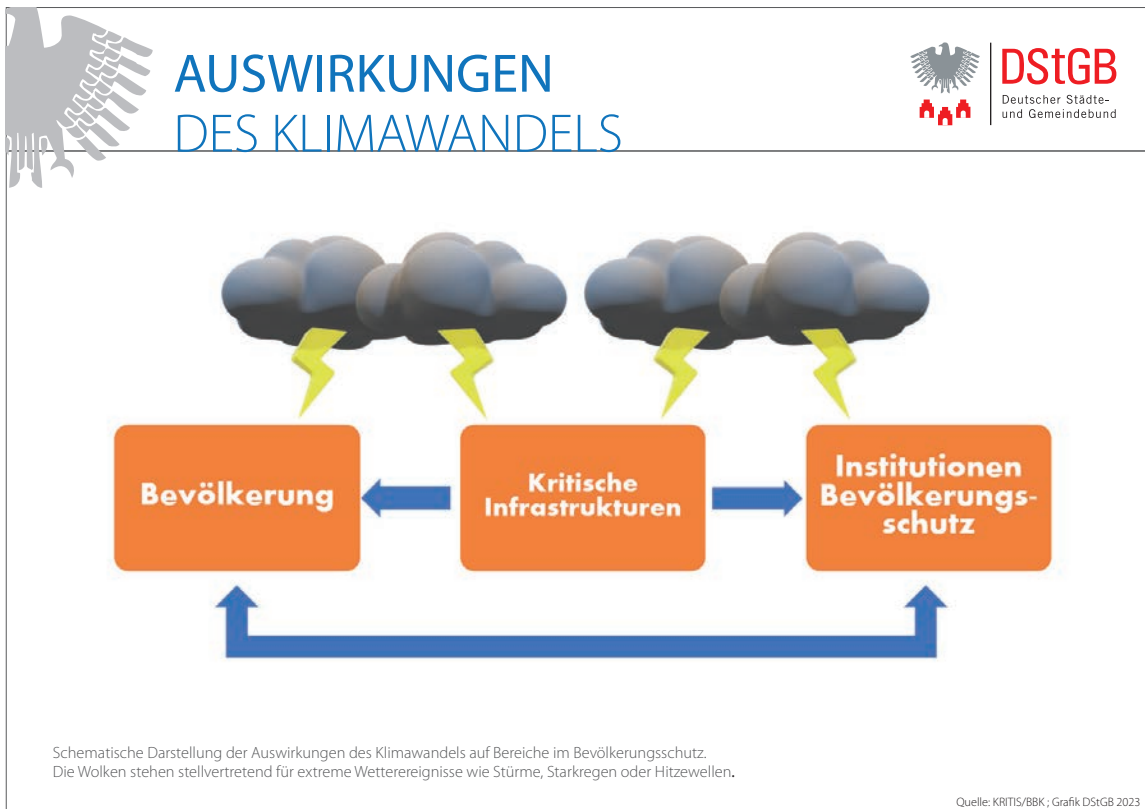 AUSWIRKUNGEN
DES KLIMAWANDELS
DStGB
Deutscher Städte-
und Gemeindebund
Bevölkerung
Kritische
Infrastrukturen
Institutionen
Bevölkerungs-
schutz
Schematische Darstellung der Auswirkungen des Klimawandels auf Bereiche im Bevölkerungsschutz.
Die Wolken stehen stellvertretend für extreme Wetterereignisse wie Stürme, Starkregen oder Hitzewellen.
Quelle: KRITIS/BBK ; Grafik DStGB 2023